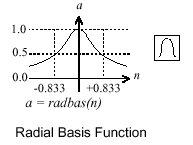 a
1.0
0.5
0.0
n
-0.833 +0.833
a = radbas(n)
Radial Basis Function